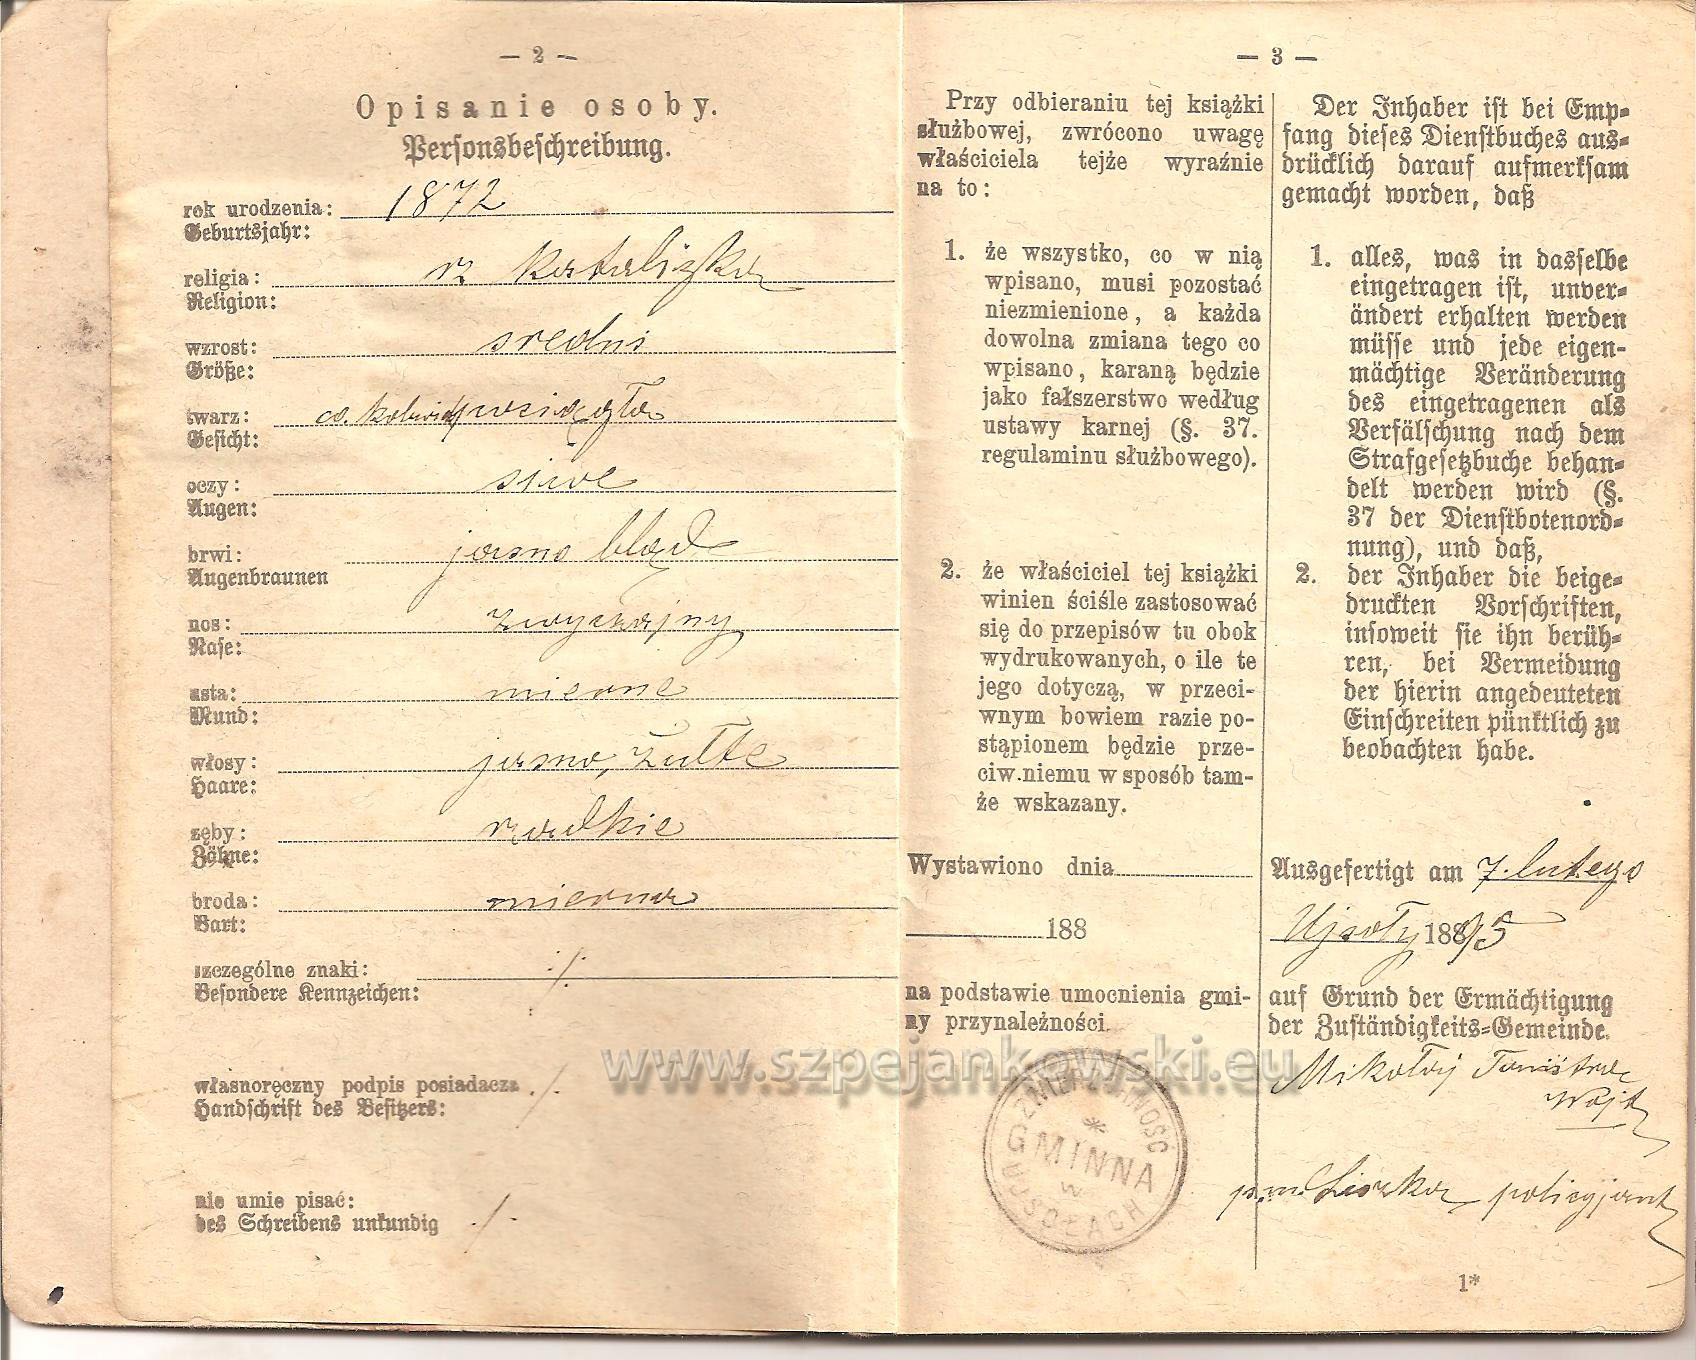 — 2 —
Opisanie osoby.
Personsbeschreibung.
rok urodzenia: 1872
Geburtsjahr:
religia: rz katolizka
Religion:
wzrost: sredni
Größe:
twarz: pociągła
Gesicht:
oczy: siwe
Augen:
brwi: jasno
Augenbraunen
nos: zwyczajny
Nase:
usta: mierne
Mund:
włosy: jasno, żułte
Haare:
zęby: rzadkie
Zähne:
broda: mierna
Bart:
szczególne znaki: ./.
Besondere Kennzeichen:
własnoręczny podpis posiadacza ./.
Handschrift des Besitzers:
nie umie pisać: ./.
des Schreibens unkundig
— 3 —
Przy odbieraniu tej książki
służbowej, zwrócono uwagę
właściciela tejże wyraźnie
na to:
1. że wszystko, co w nią
wpisano, musi pozostać
niezmienione, a każda
dowolna zmiana tego co
wpisano, karaną będzie
jako fałszerstwo według
ustawy karnej (§. 37.
regulaminu służbowego).
2. że właściciel tej książki
winien ściśle zastosować
się do przepisów tu obok
wydrukowanych, o ile te
jego dotyczą, w przeci-
wnym bowiem razie po-
stąpionem będzie prze-
ciw.niemu w sposób tam-
że wskazany.
Wystawiono dnia
188
na podstawie umocnienia gmi-
ny przynależności.
ZWIERZCHNOŚĆ
GMINNA
w
UJSOŁACH
Der Inhaber ist bei Emp-
fang dieses Dienstbuches aus-
drücklich darauf aufmerksam
gemacht worden, daß
1. alles, was in dasselbe
eingetragen ist, unver-
ändert erhalten werden
müsse und jede eigen-
mächtige Veränderung
des eingetragenen als
Verfälschung nach dem
Strafgesetzbuche behan-
delt werden wird (§.
37 der Dienstbotenord-
nung), und daß,
2. der Inhaber die beige-
druckten Vorschriften,
insoweit sie ihn berüh-
ren, bei Vermeidung
der hierin angedeuteten
Einschreiten pünktlich zu
beobachten habe.
Ausgefertigt am 7. lutego
Ujsoły 1895
auf Grund der Ermächtigung
der Zuständigkeits-Gemeinde.
Mikołaj
Wójt
policyjant
1*
www.szpejankowski.eu